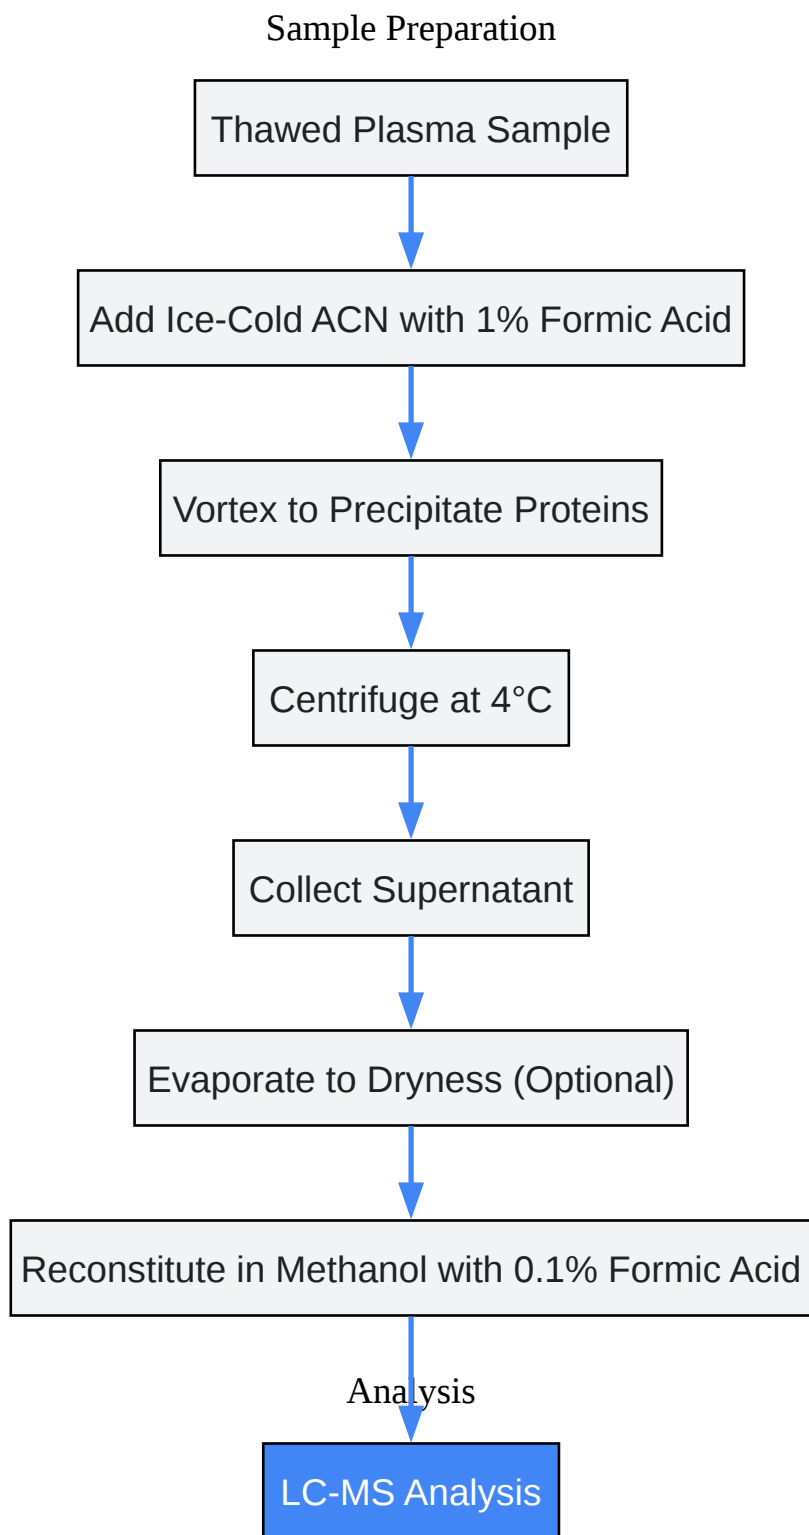 Sample Preparation
Thawed Plasma Sample
Add Ice-Cold ACN with 1% Formic Acid
Vortex to Precipitate Proteins
Centrifuge at 4°C
Collect Supernatant
Evaporate to Dryness (Optional)
Reconstitute in Methanol with 0.1% Formic Acid
Analysis
LC-MS Analysis